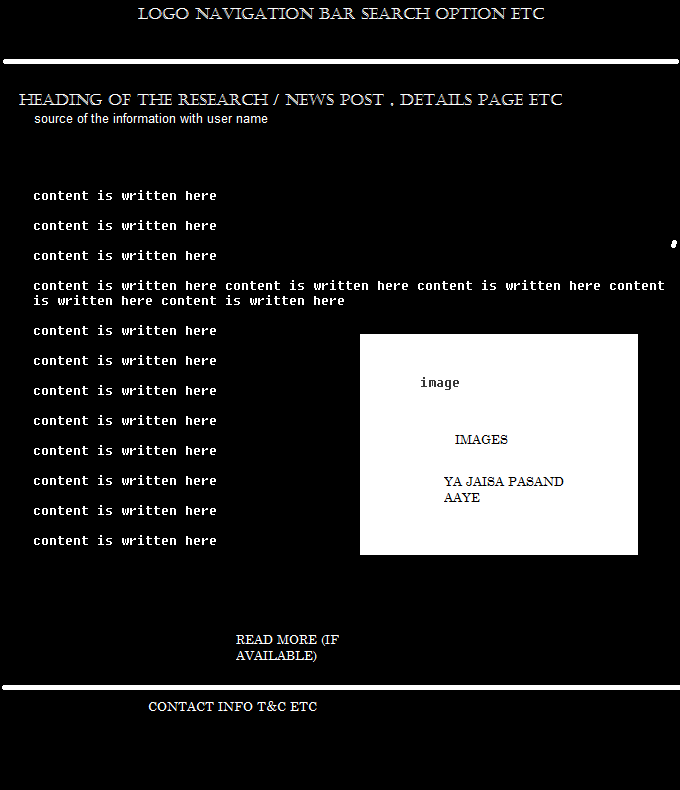 LOGO NAVIGATION BAR SEARCH OPTION ETC
HEADING OF THE RESEARCH / NEWS POST , DETAILS PAGE ETC
source of the information with user name
content is written here
content is written here
content is written here
content is written here content is written here content is written here content
is written here content is written here
content is written here
content is written here
content is written here
content is written here
content is written here
content is written here
content is written here
content is written here
image
IMAGES
YA JAISA PASAND
AAYE
READ MORE (IF
AVAILABLE)
CONTACT INFO T&C ETC